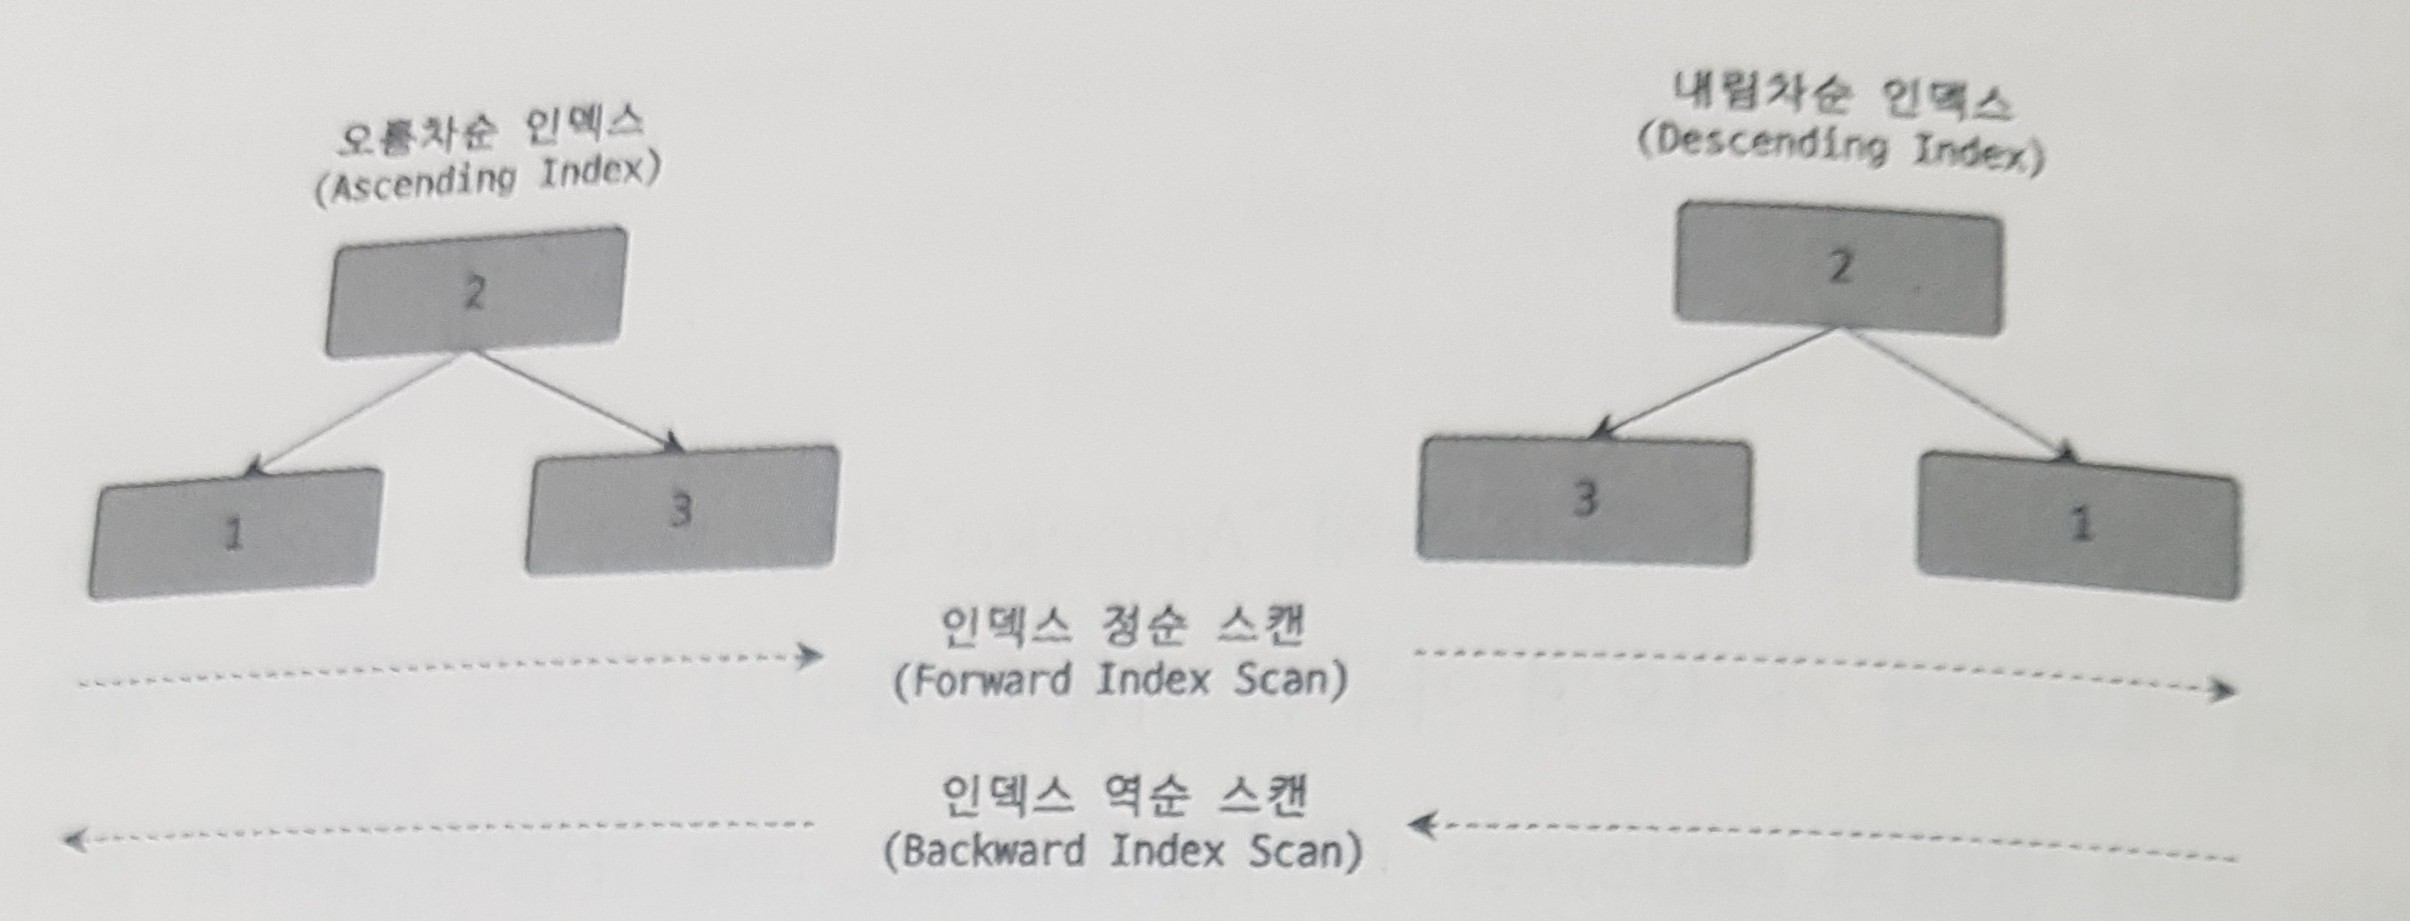 오름차순 인덱스
(Ascending Index)
2
1
3
내림차순 인덱스
(Descending Index)
2
3
1
인덱스 정순 스캔
(Forward Index Scan)
인덱스 역순 스캔
(Backward Index Scan)